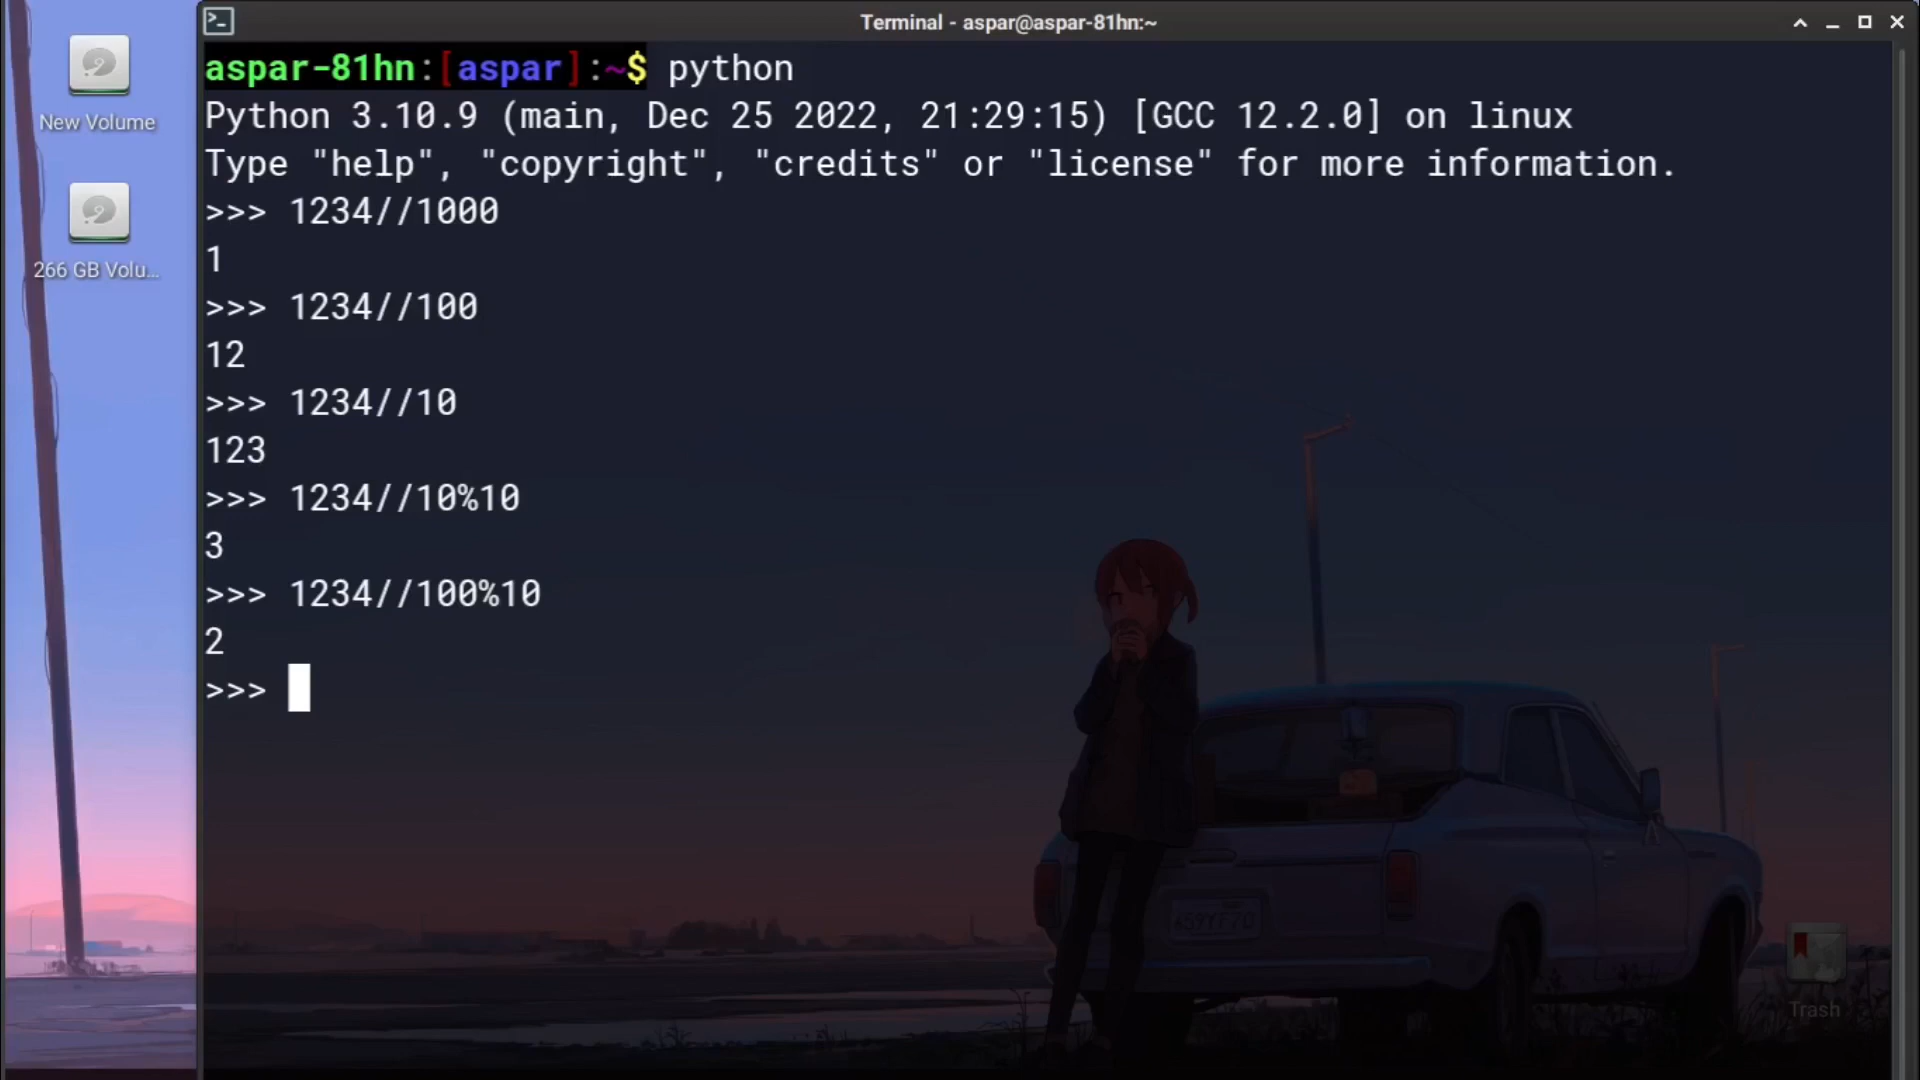 Terminal - aspar@aspar-81hn:~
New Volume
266 GB Volu...
aspar-81hn:[aspar]:~$ python
Python 3.10.9 (main, Dec 25 2022, 21:29:15) [GCC 12.2.0] on linux
Type "help", "copyright", "credits" or "license" for more information.
>>> 1234//1000
1
>>> 1234//100
12
>>> 1234//10
123
>>> 1234//10%10
3
>>> 1234//100%10
2
>>>
Trash